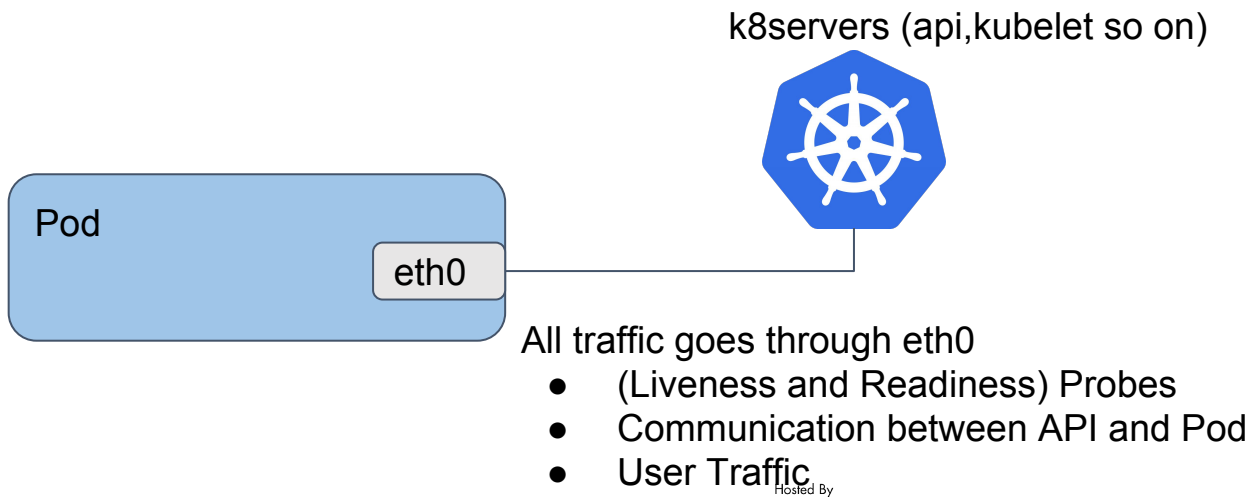 k8servers (api,kubelet so on)
Pod
eth0
All traffic goes through eth0
● (Liveness and Readiness) Probes
● Communication between API and Pod
● User Traffic
Hosted By